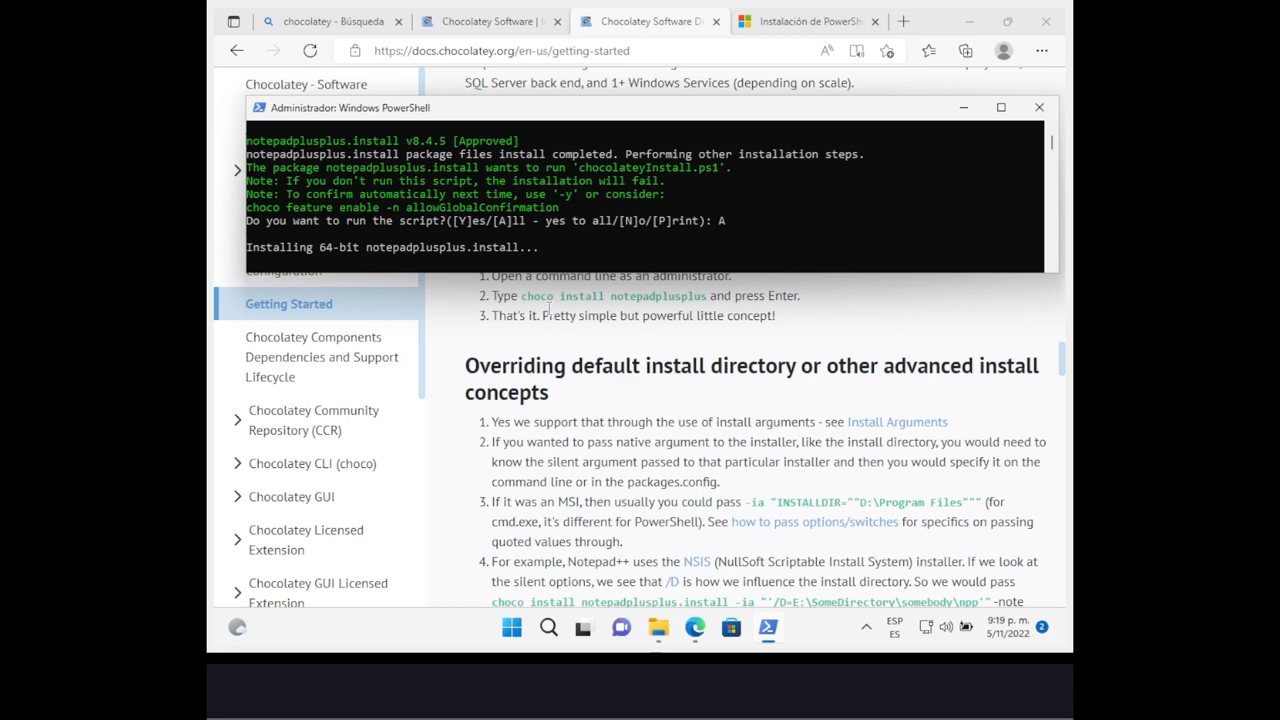 chocolatey - Búsqueda
Chocolatey Software | I
Chocolatey Software D
Instalación de PowerSh
https://docs.chocolatey.org/en-us/getting-started
Chocolatey - Software
SQL Server back end, and 1+ Windows Services (depending on scale).
Administrador: Windows PowerShell
notepadplusplus.install v8.4.5 [Approved]
notepadplusplus.install package files install completed. Performing other installation steps.
The package notepadplusplus.install wants to run 'chocolateyInstall.ps1'.
Note: If you don't run this script, the installation will fail.
Note: To confirm automatically next time, use '-y' or consider:
choco feature enable -n allowGlobalConfirmation
Do you want to run the script?([Y]es/[A]ll - yes to all/[N]o/[P]rint): A
Installing 64-bit notepadplusplus.install...
Configuration
Getting Started
Chocolatey Components
Dependencies and Support
Lifecycle
Chocolatey Community
Repository (CCR)
Chocolatey CLI (choco)
Chocolatey GUI
Chocolatey Licensed
Extension
Chocolatey GUI Licensed
Extension
1. Open a command line as an administrator.
2. Type choco install notepadplusplus and press Enter.
3. That's it. Pretty simple but powerful little concept!
Overriding default install directory or other advanced install
concepts
1. Yes we support that through the use of install arguments - see Install Arguments
2. If you wanted to pass native argument to the installer, like the install directory, you would need to
know the silent argument passed to that particular installer and then you would specify it on the
command line or in the packages.config.
3. If it was an MSI, then usually you could pass -ia "INSTALLDIR=""D:\Program Files""" (for
cmd.exe, it's different for PowerShell). See how to pass options/switches for specifics on passing
quoted values through.
4. For example, Notepad++ uses the NSIS (NullSoft Scriptable Install System) installer. If we look at
the silent options, we see that /D is how we influence the install directory. So we would pass
choco install notepadplusplus.install -ia "'/D=E:\SomeDirectory\somebody\npp'" -note
ESP
ES
9:19 p. m.
5/11/2022
2